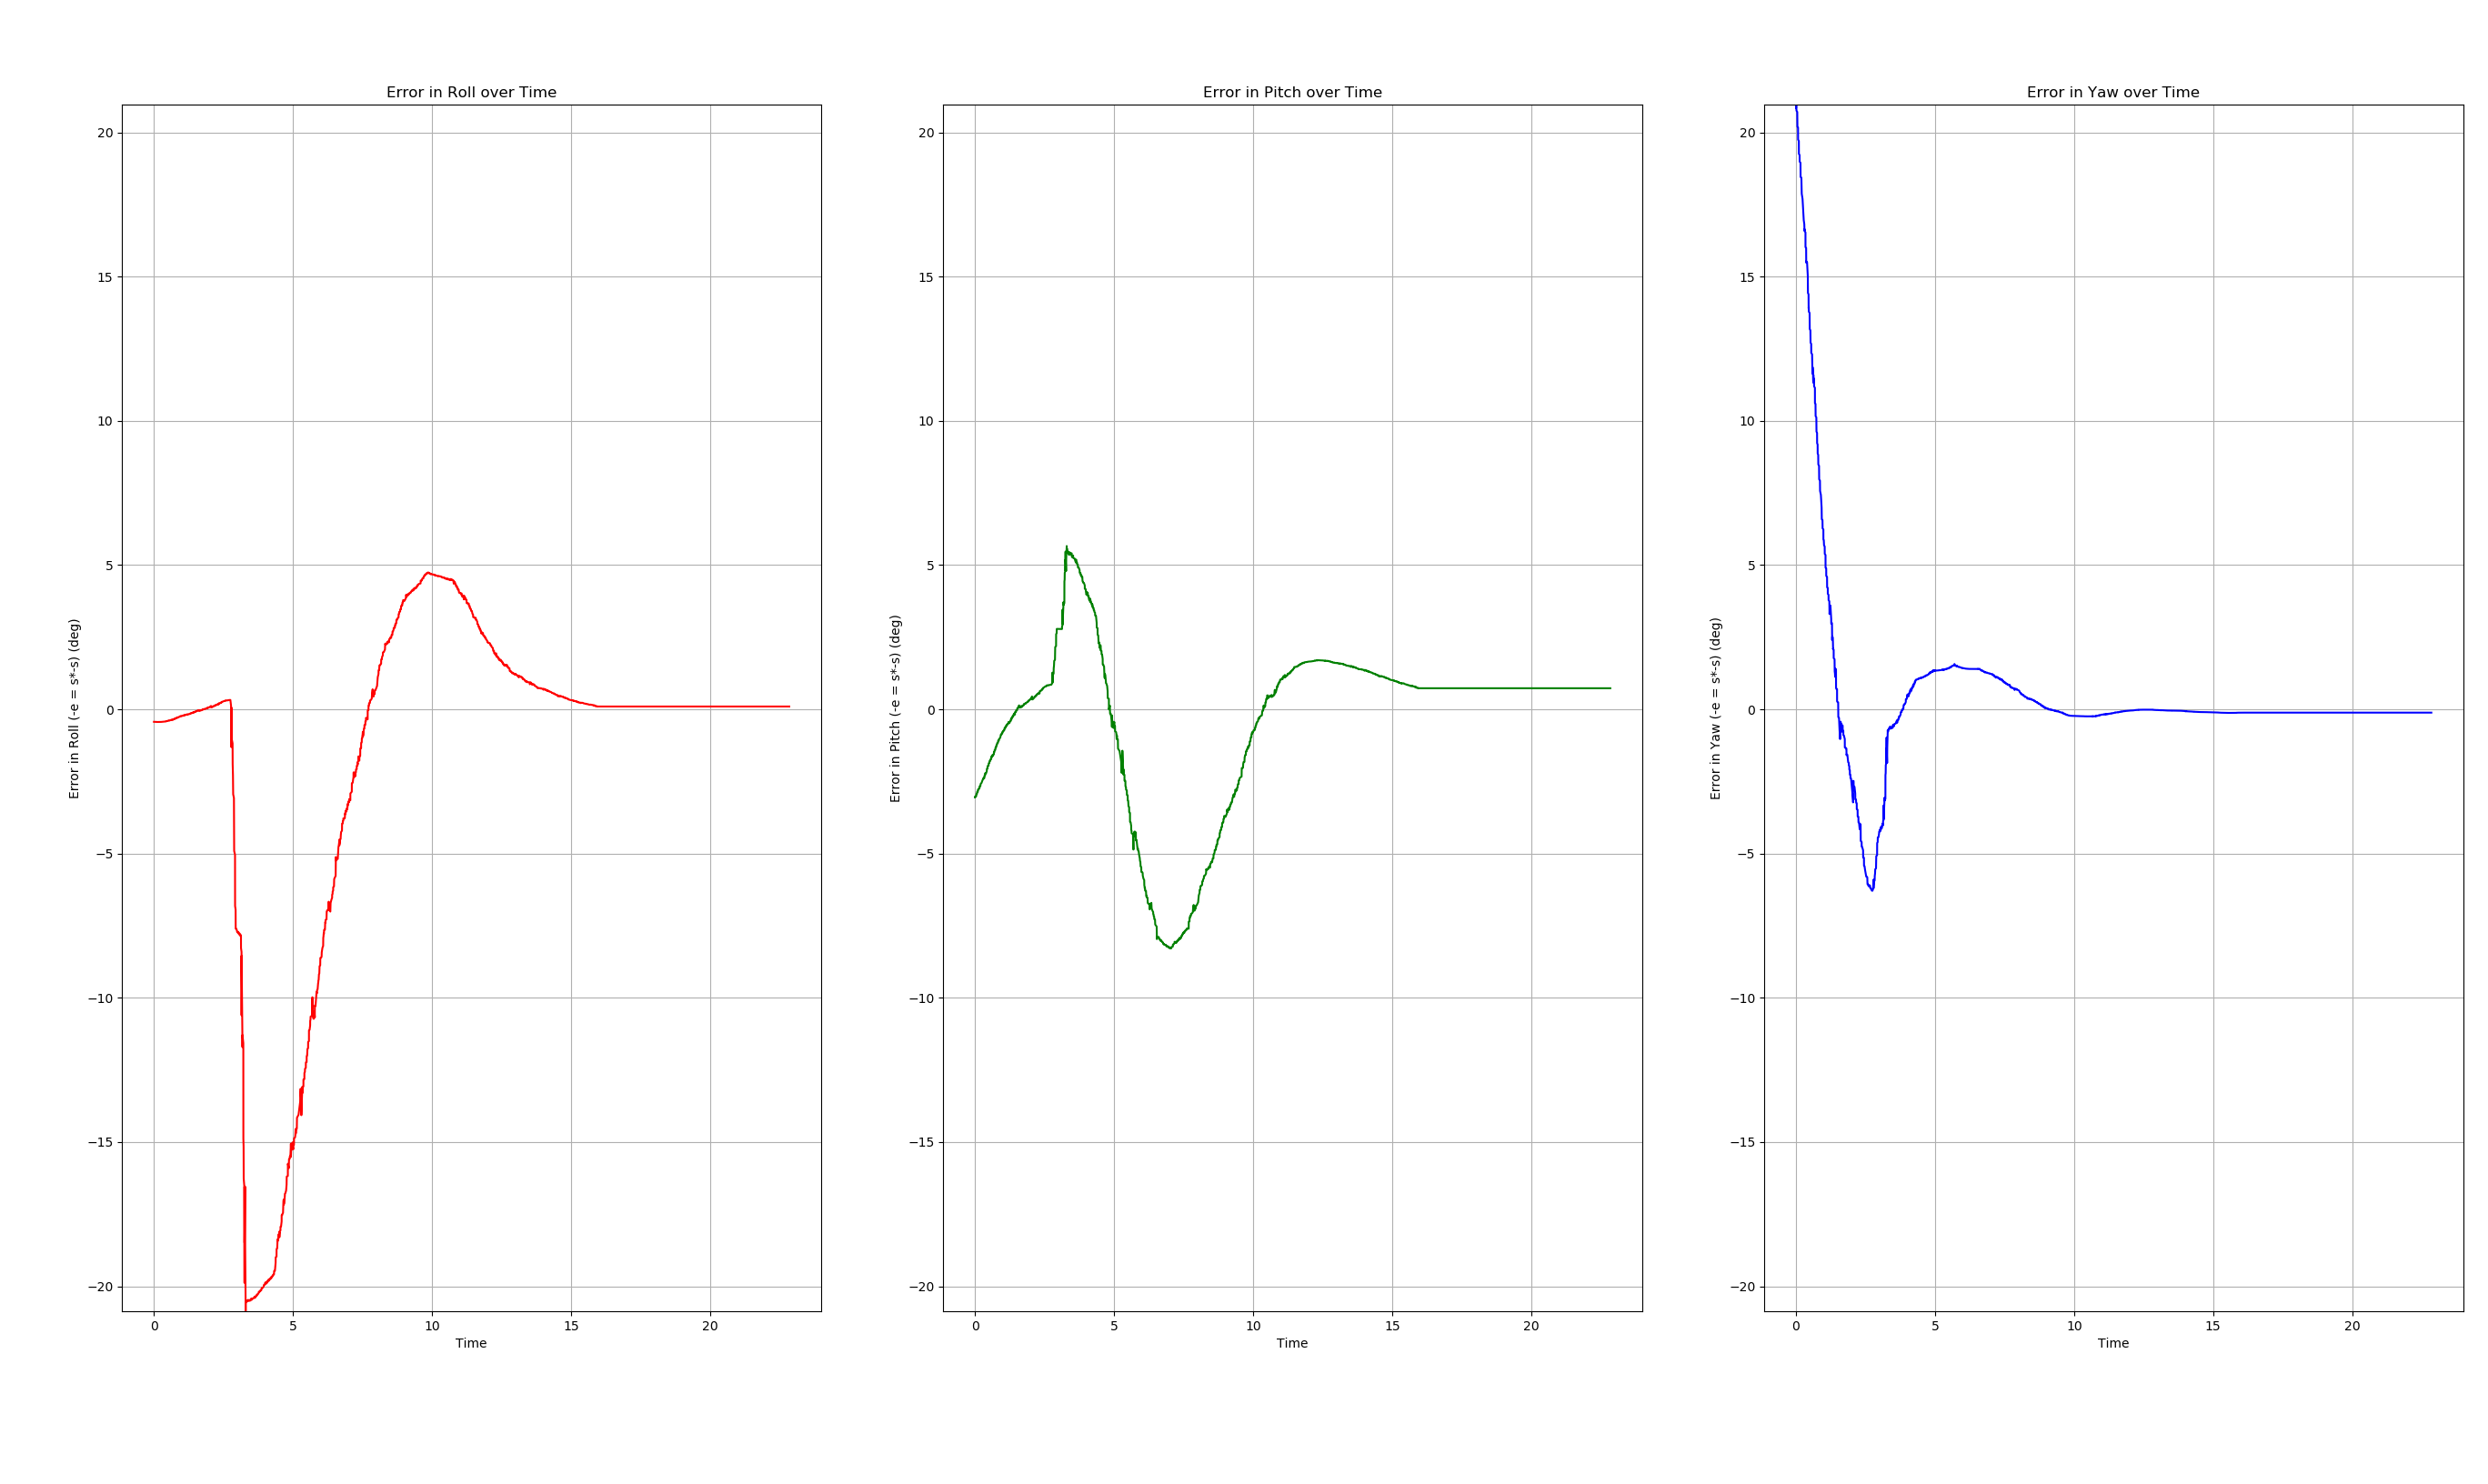 Error in Roll over Time
Error in Roll (-e = s*-s) (deg)
20
15
10
5
0
−5
−10
−15
−20
0 5 10 15 20
Time
Error in Pitch over Time
Error in Pitch (-e = s*-s) (deg)
20
15
10
5
0
−5
−10
−15
−20
0 5 10 15 20
Time
Error in Yaw over Time
Error in Yaw (-e = s*-s) (deg)
20
15
10
5
0
−5
−10
−15
−20
0 5 10 15 20
Time